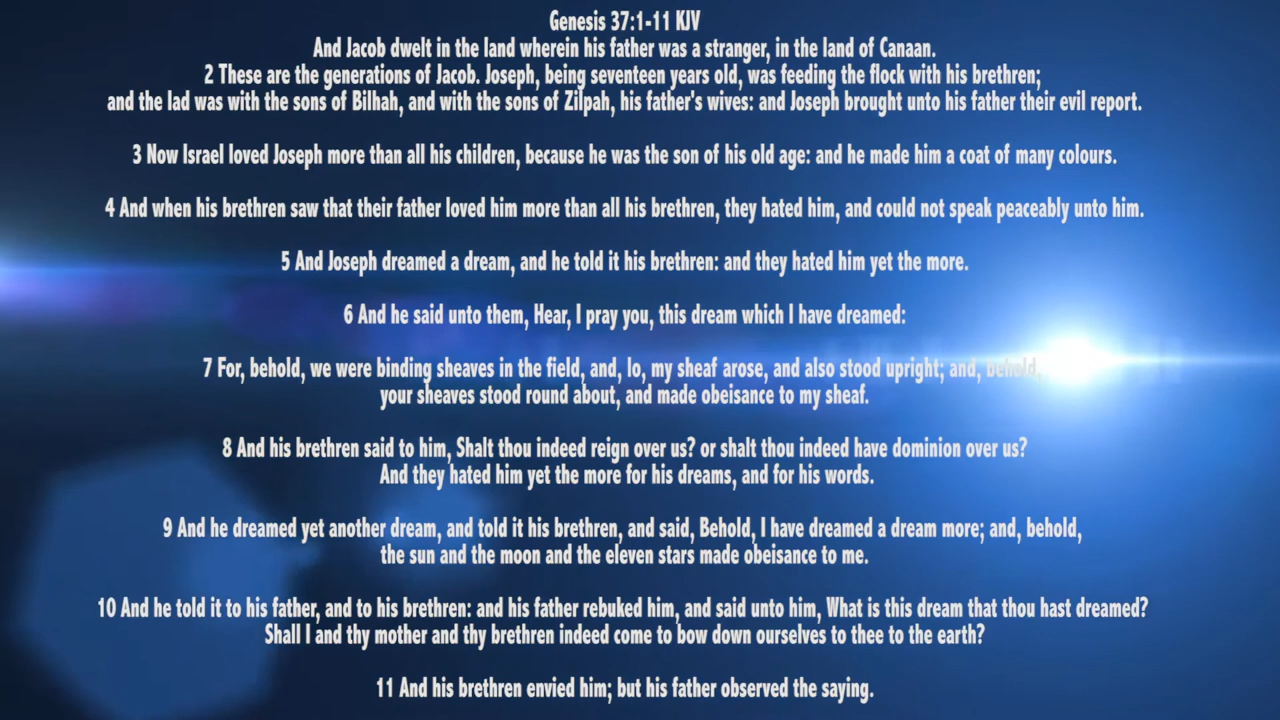 Genesis 37:1-11 KJV
And Jacob dwelt in the land wherein his father was a stranger, in the land of Canaan.
2 These are the generations of Jacob. Joseph, being seventeen years old, was feeding the flock with his brethren;
and the lad was with the sons of Bilhah, and with the sons of Zilpah, his father's wives: and Joseph brought unto his father their evil report.
3 Now Israel loved Joseph more than all his children, because he was the son of his old age: and he made him a coat of many colours.
4 And when his brethren saw that their father loved him more than all his brethren, they hated him, and could not speak peaceably unto him.
5 And Joseph dreamed a dream, and he told it his brethren: and they hated him yet the more.
6 And he said unto them, Hear, I pray you, this dream which I have dreamed:
7 For, behold, we were binding sheaves in the field, and, lo, my sheaf arose, and also stood upright; and, behold,
your sheaves stood round about, and made obeisance to my sheaf.
8 And his brethren said to him, Shalt thou indeed reign over us? or shalt thou indeed have dominion over us?
And they hated him yet the more for his dreams, and for his words.
9 And he dreamed yet another dream, and told it his brethren, and said, Behold, I have dreamed a dream more; and, behold,
the sun and the moon and the eleven stars made obeisance to me.
10 And he told it to his father, and to his brethren: and his father rebuked him, and said unto him, What is this dream that thou hast dreamed?
Shall I and thy mother and thy brethren indeed come to bow down ourselves to thee to the earth?
11 And his brethren envied him; but his father observed the saying.